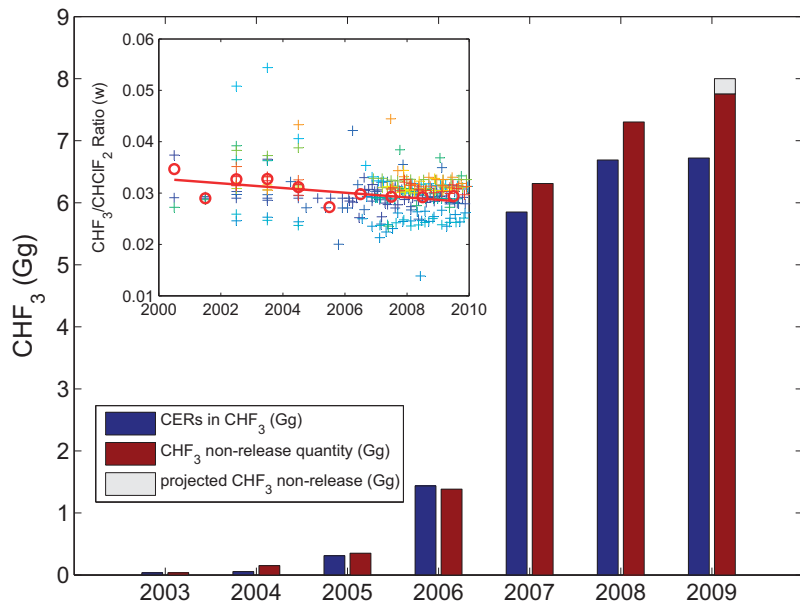 CHF3 (Gg)
9
8
7
6
5
4
3
2
1
0
2003 2004 2005 2006 2007 2008 2009
CHF3/CHClF2 Ratio (w)
0.06
0.05
0.04
0.03
0.02
0.01
2000 2002 2004 2006 2008 2010
CERs in CHF3 (Gg)
CHF3 non-release quantity (Gg)
projected CHF3 non-release (Gg)